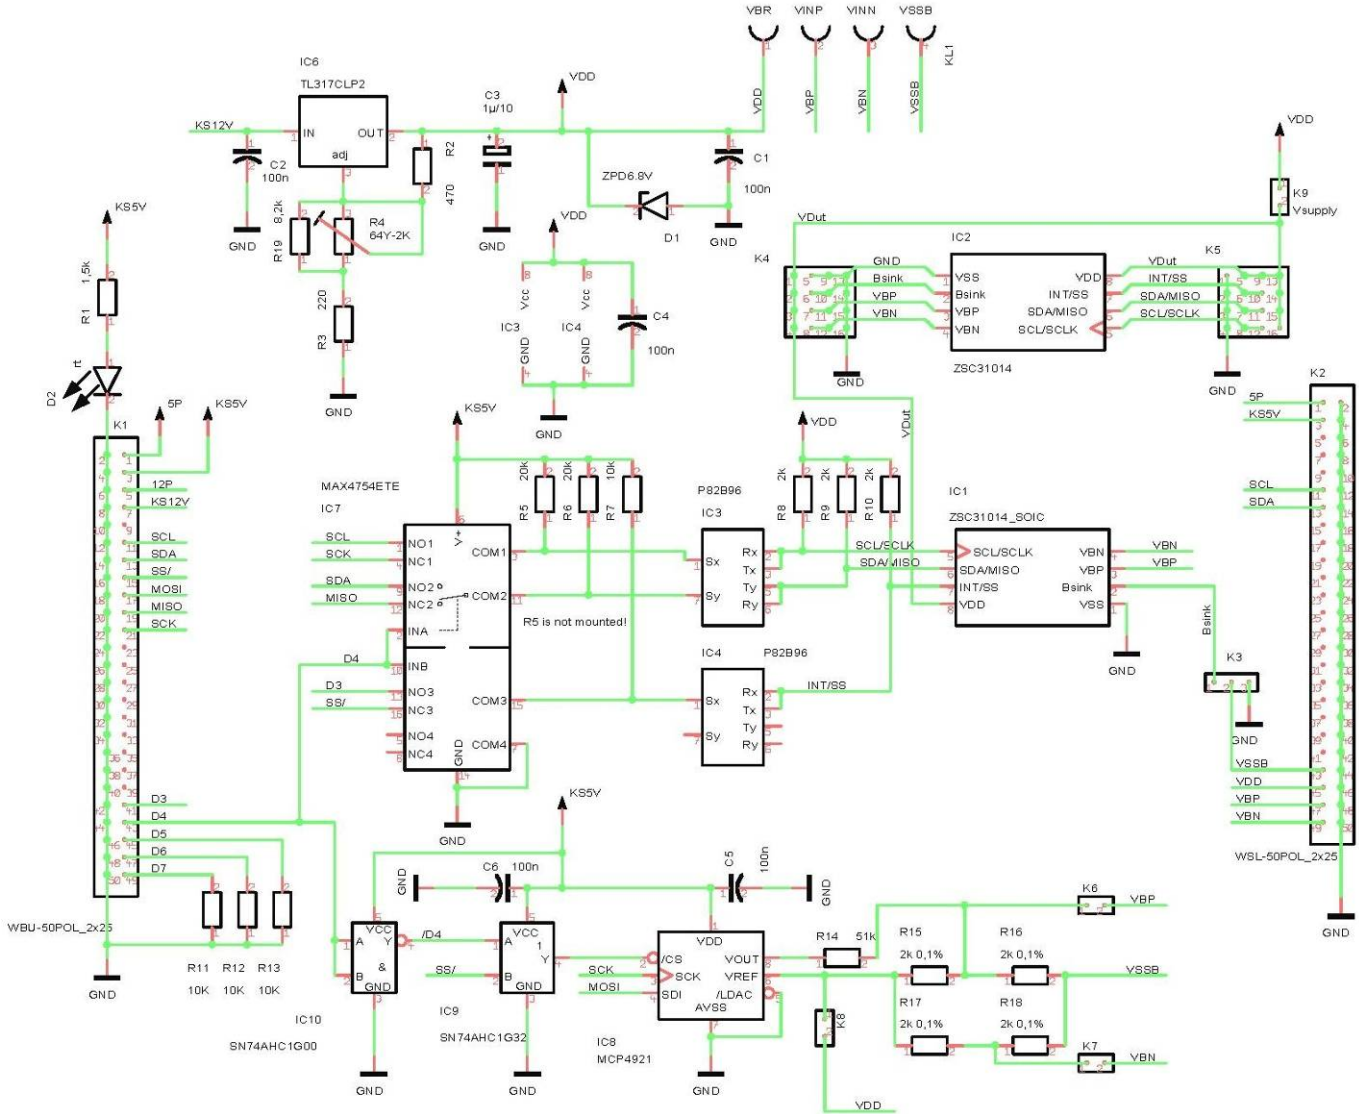 VBR VINP VINN VSSB
1 2 3 4
KL1
VDD VBP VBN VSSB
IC6
TL317CLP2
KS12V
IN OUT
adj
C2
100n
GND
R2
470
C3
1µ/10
GND
VDD
ZPD6.8V
D1
C1
100n
GND
R19
8,2k
R4
64Y-2K
R3
220
GND
VDD
Vcc Vcc
IC3 IC4
GND GND
C4
100n
GND
VDD
K9
Vsupply
VDut
K4
GND
Bsink
VBP
VBN
IC2
VSS VDD
Bsink INT/SS
VBP SDA/MISO
VBN SCL/SCLK
ZSC31014
K5
VDut
INT/SS
SDA/MISO
SCL/SCLK
GND
GND
VDut
KS5V
R1
1,5k
D2
rt
5P
KS5V
K1
12P
KS12V
SCL
SDA
SS/
MOSI
MISO
SCK
D3
D4
D5
D6
D7
WBU-50POL_2x25
GND
R11 R12 R13
10K 10K 10K
KS5V
MAX4754ETE
IC7
SCL
SCK
SDA
MISO
D4
D3
SS/
NO1
NC1
NO2
NC2
INA
INB
NO3
NC3
NO4
NC4
V+
COM1
COM2
COM3
COM4
GND
GND
R5 20k
R6 20k
R7 10k
R5 is not mounted!
P82B96
IC3
Sx Rx
Tx
Ty
Sy Ry
IC4 P82B96
Sx Rx
Tx
Sy Ty
Ry
VDD
R8 2k
R9 2k
R10 2k
SCL/SCLK
SDA/MISO
INT/SS
IC1
ZSC31014_SOIC
SCL/SCLK VBN
SDA/MISO VBP
INT/SS Bsink
VDD VSS
VBN
VBP
Bsink
GND
K3
GND
K2
5P
KS5V
SCL
SDA
VSSB
VDD
VBP
VBN
WSL-50POL_2x25
GND
KS5V
GND
C6 100n
C5
100n
GND
VCC
A Y
&
B
GND
IC10
SN74AHC1G00
GND
/D4
SS/
VCC
A 1
Y
B
GND
IC9
SN74AHC1G32
GND
SCK
MOSI
VDD
/CS VOUT
SCK VREF
SDI /LDAC
AVSS
IC8
MCP4921
GND
R14 51k
K8
VDD
R15 R16
2k 0,1% 2k 0,1%
R17 R18
2k 0,1% 2k 0,1%
K6
VBP
VSSB
K7
VBN